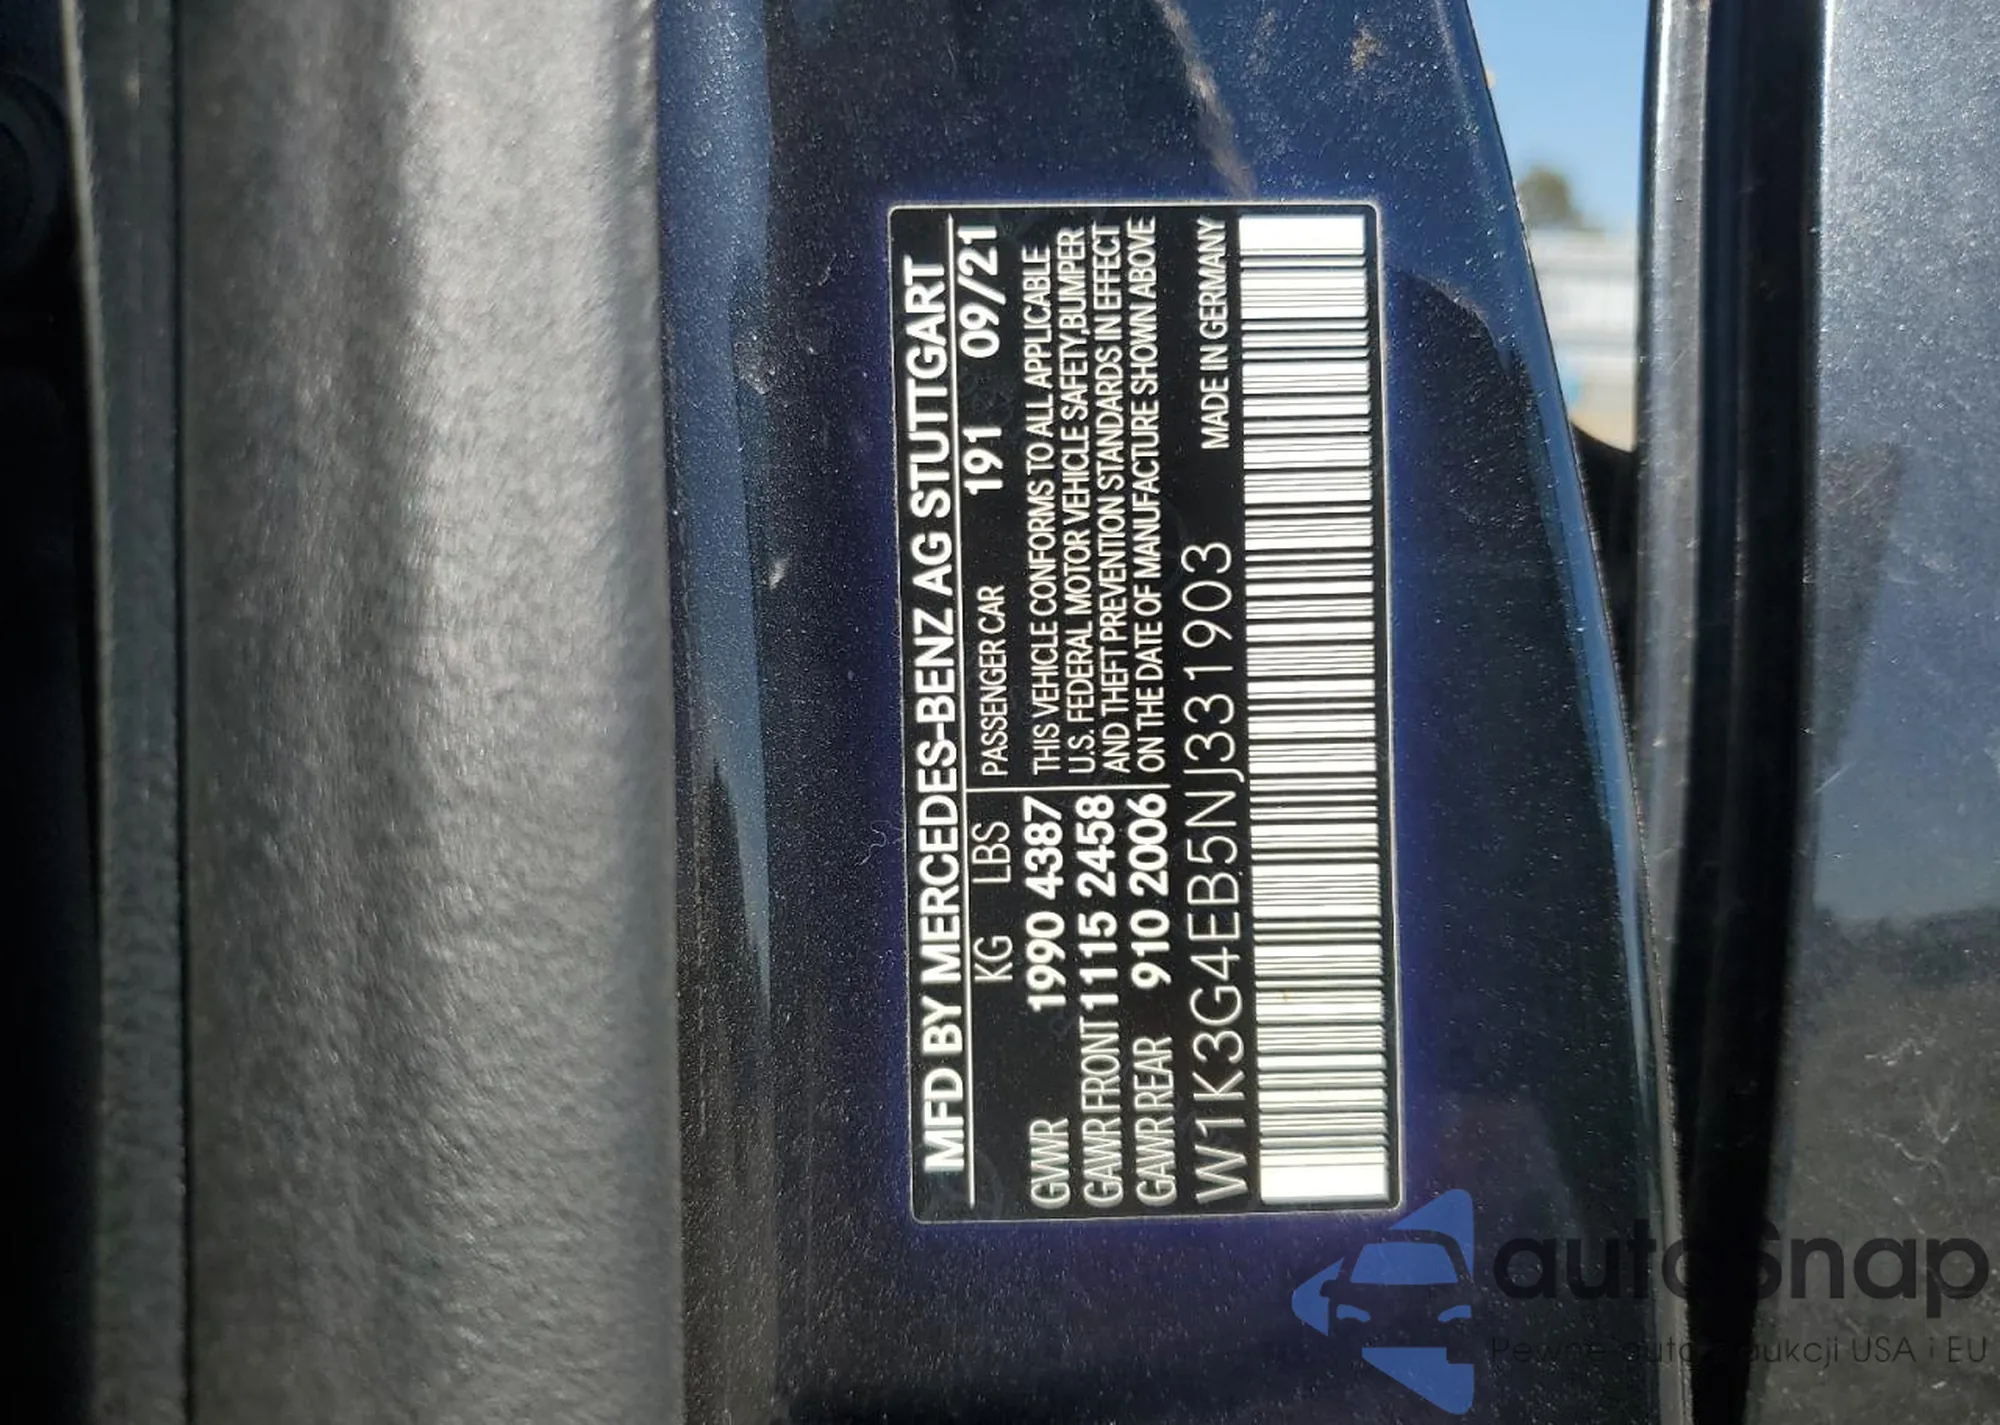 MFD BY MERCEDES-BENZ AG STUTTGART
KG LBS PASSENGER CAR 191 09/21
GVWR 1990 4387
GAWR FRONT 1115 2458
GAWR REAR 910 2006
THIS VEHICLE CONFORMS TO ALL APPLICABLE
U.S. FEDERAL MOTOR VEHICLE SAFETY,BUMPER
AND THEFT PREVENTION STANDARDS IN EFFECT
ON THE DATE OF MANUFACTURE SHOWN ABOVE
MADE IN GERMANY
W1K3G4EB5NJ331903
autoSnap
Pewne auta z aukcji USA i EU